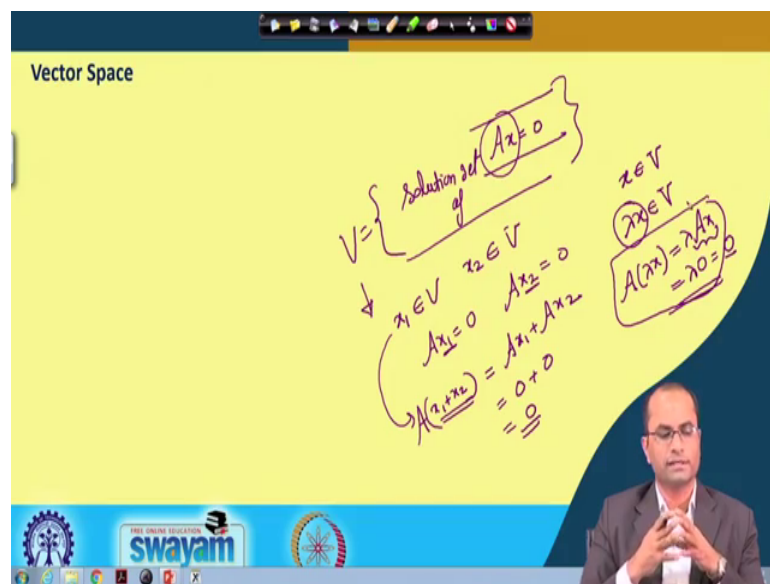 Vector Space
V = { solution set of Ax = 0 }
x₁ ∈ V x₂ ∈ V
Ax₁ = 0 Ax₂ = 0
A(x₁+x₂) = Ax₁ + Ax₂
= 0 + 0
= 0
x ∈ V
λx ∈ V
A(λx) = λAx
= λ0 = 0
FREE ONLINE EDUCATION
swayam